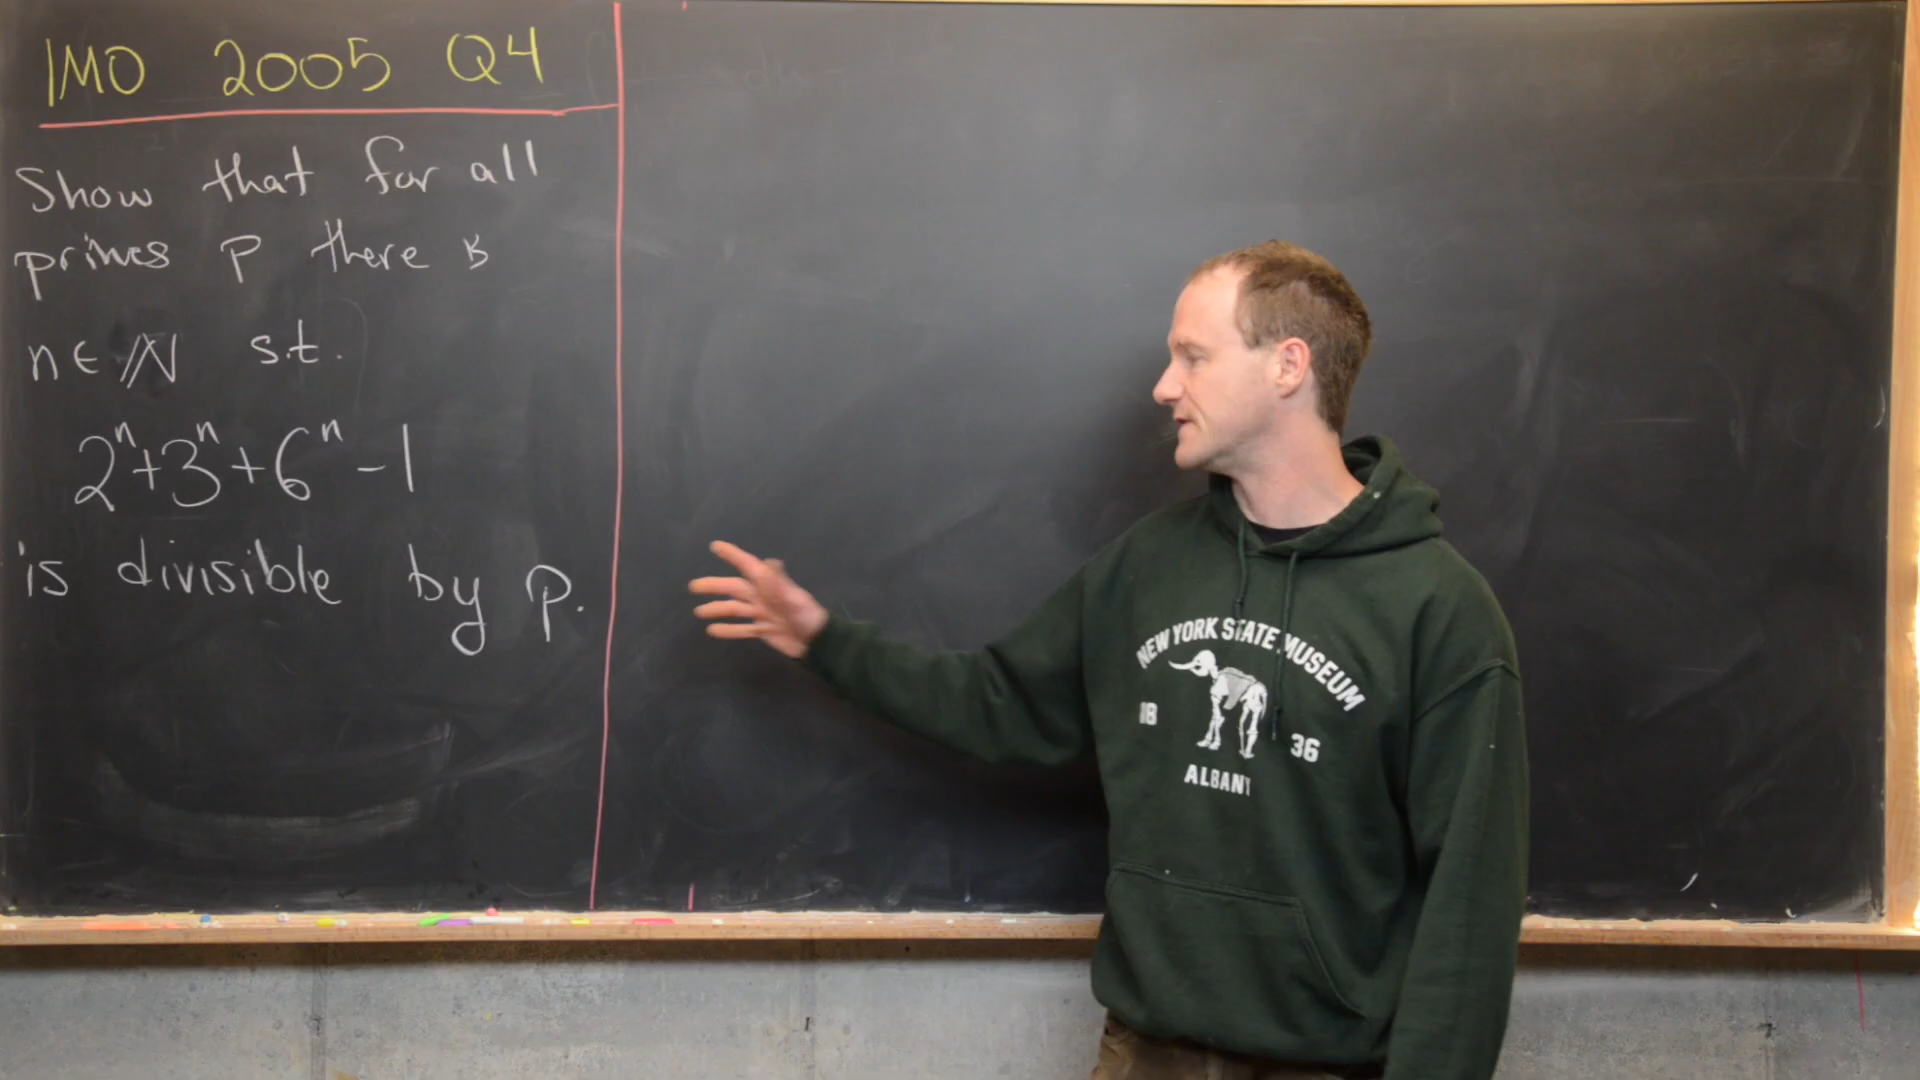 IMO 2005 Q4
Show that for all
primes p there is
n∈ℕ s.t.
2ⁿ+3ⁿ+6ⁿ-1
is divisible by p.
NEW YORK STATE MUSEUM
18 36
ALBANY